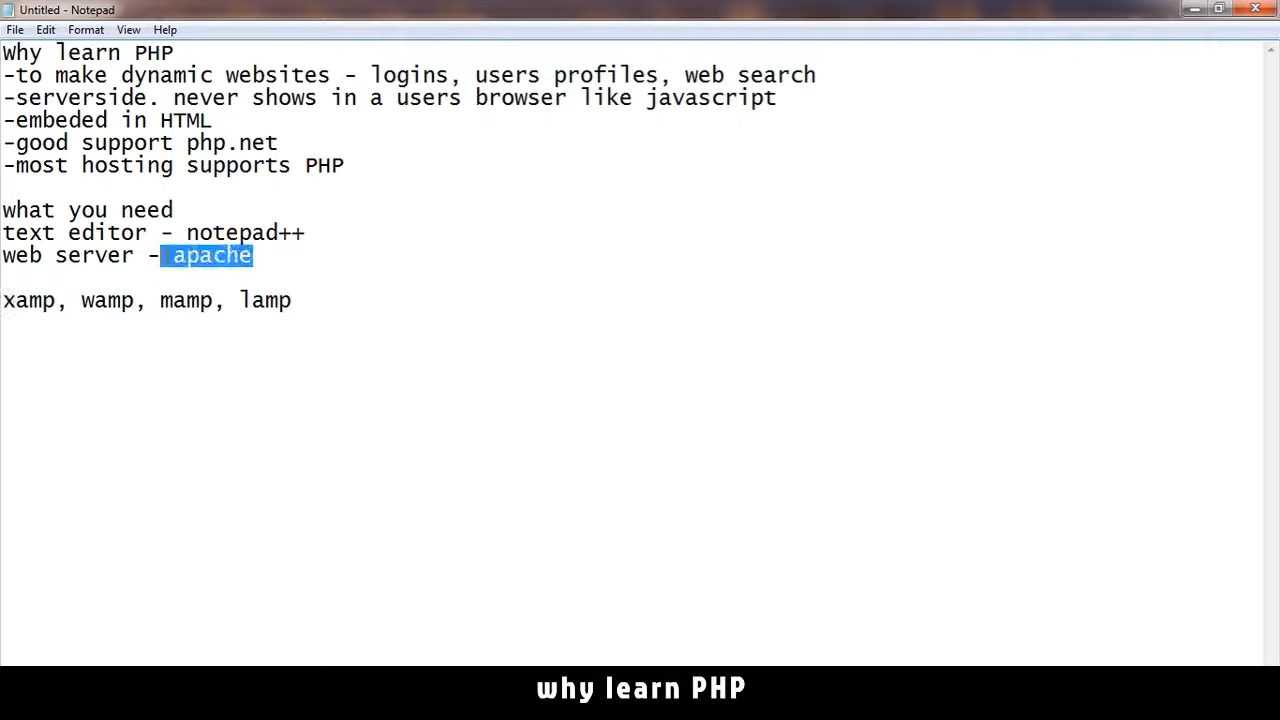 Untitled - Notepad
File Edit Format View Help
Why learn PHP
-to make dynamic websites - logins, users profiles, web search
-serverside. never shows in a users browser like javascript
-embeded in HTML
-good support php.net
-most hosting supports PHP
what you need
text editor - notepad++
web server - apache
xamp, wamp, mamp, lamp
why learn PHP